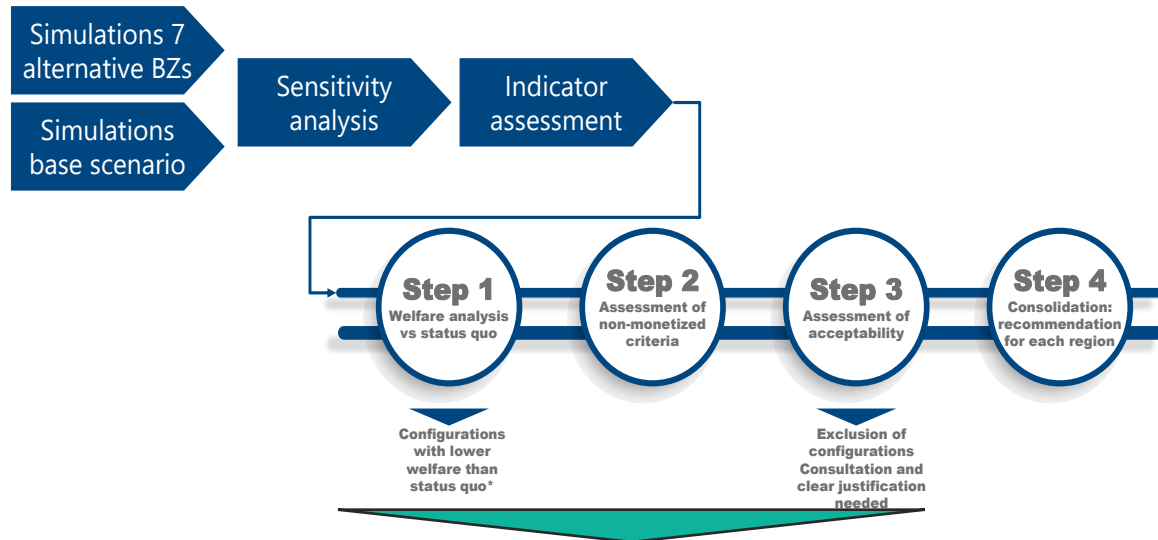 Simulations 7
alternative BZs
Simulations
base scenario
Sensitivity
analysis
Indicator
assessment
Step 1
Welfare analysis
vs status quo
Step 2
Assessment of
non-monetized
criteria
Step 3
Assessment of
acceptability
Step 4
Consolidation:
recommendation
for each region
Configurations
with lower
welfare than
status quo*
Exclusion of
configurations
Consultation and
clear justification
needed